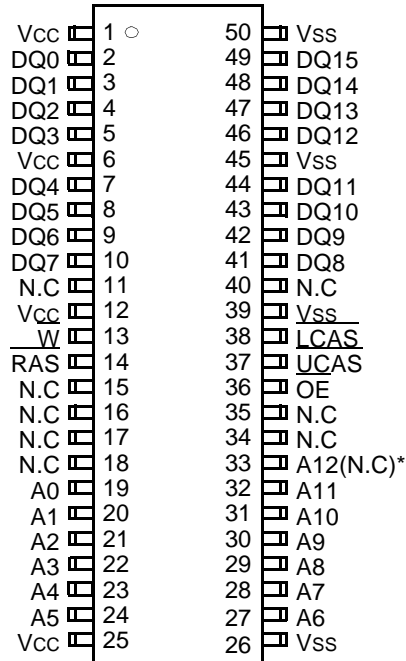 Vcc 1 50 Vss
DQ0 2 49 DQ15
DQ1 3 48 DQ14
DQ2 4 47 DQ13
DQ3 5 46 DQ12
Vcc 6 45 Vss
DQ4 7 44 DQ11
DQ5 8 43 DQ10
DQ6 9 42 DQ9
DQ7 10 41 DQ8
N.C 11 40 N.C
Vcc 12 39 Vss
W 13 38 LCAS
RAS 14 37 UCAS
N.C 15 36 OE
N.C 16 35 N.C
N.C 17 34 N.C
N.C 18 33 A12(N.C)*
A0 19 32 A11
A1 20 31 A10
A2 21 30 A9
A3 22 29 A8
A4 23 28 A7
A5 24 27 A6
Vcc 25 26 Vss